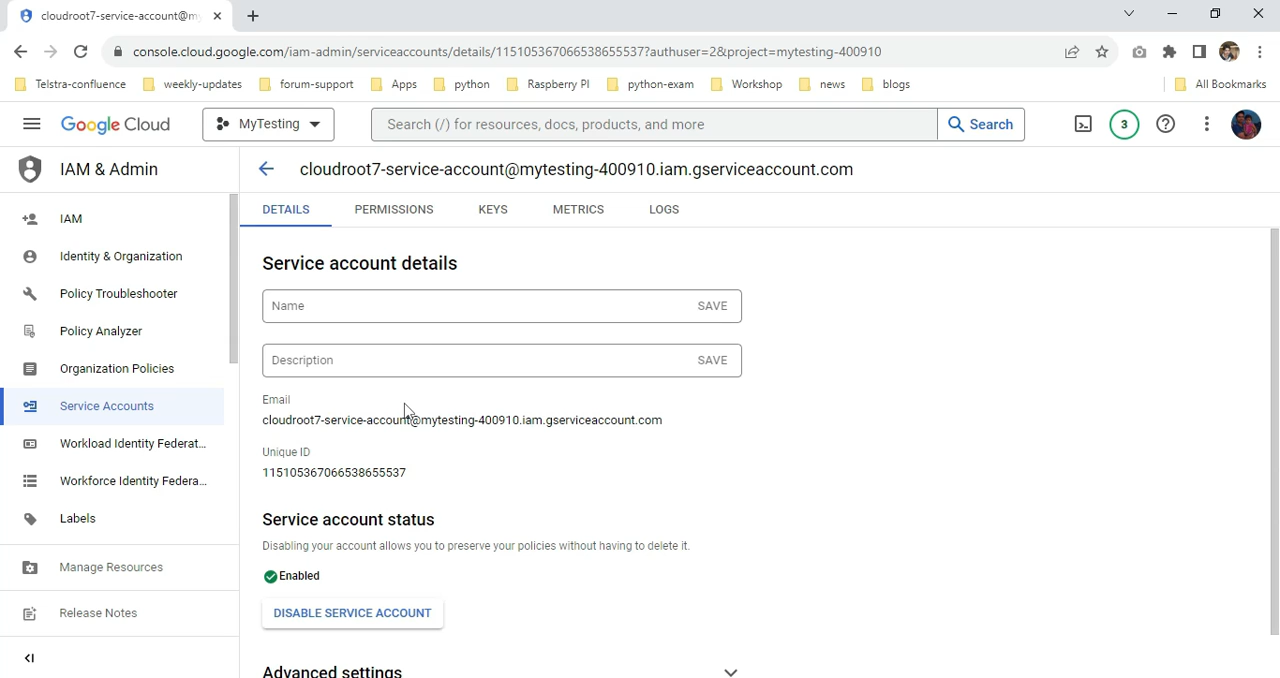 cloudroot7-service-account@m
console.cloud.google.com/iam-admin/serviceaccounts/details/115105367066538655537?authuser=2&project=mytesting-400910
Telstra-confluence weekly-updates forum-support Apps python Raspberry PI python-exam Workshop news blogs All Bookmarks
Google Cloud MyTesting Search (/) for resources, docs, products, and more Search 3
IAM & Admin
cloudroot7-service-account@mytesting-400910.iam.gserviceaccount.com
DETAILS PERMISSIONS KEYS METRICS LOGS
IAM
Identity & Organization
Policy Troubleshooter
Policy Analyzer
Organization Policies
Service Accounts
Workload Identity Federat...
Workforce Identity Federa...
Labels
Manage Resources
Release Notes
Service account details
Name SAVE
Description SAVE
Email
cloudroot7-service-account@mytesting-400910.iam.gserviceaccount.com
Unique ID
115105367066538655537
Service account status
Disabling your account allows you to preserve your policies without having to delete it.
Enabled
DISABLE SERVICE ACCOUNT
Advanced settings